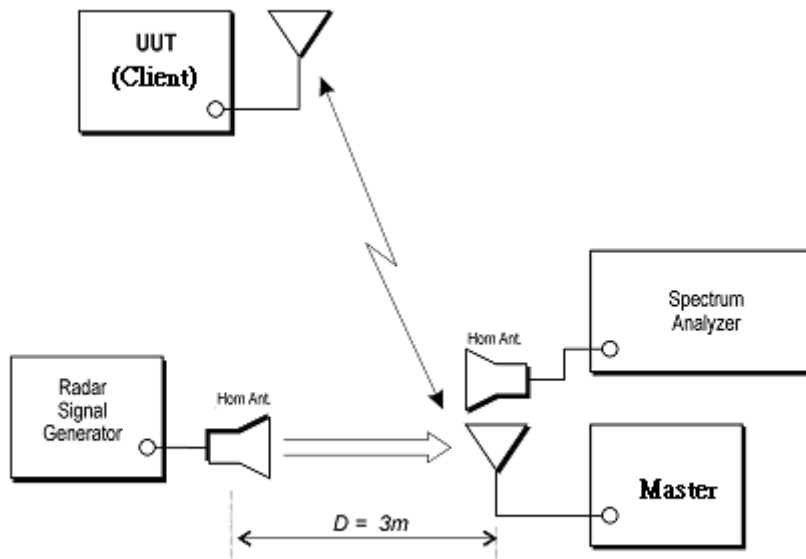 UUT
(Client)
Spectrum
Analyzer
Horn Ant.
Radar
Signal
Generator
Horn Ant.
Master
D = 3m